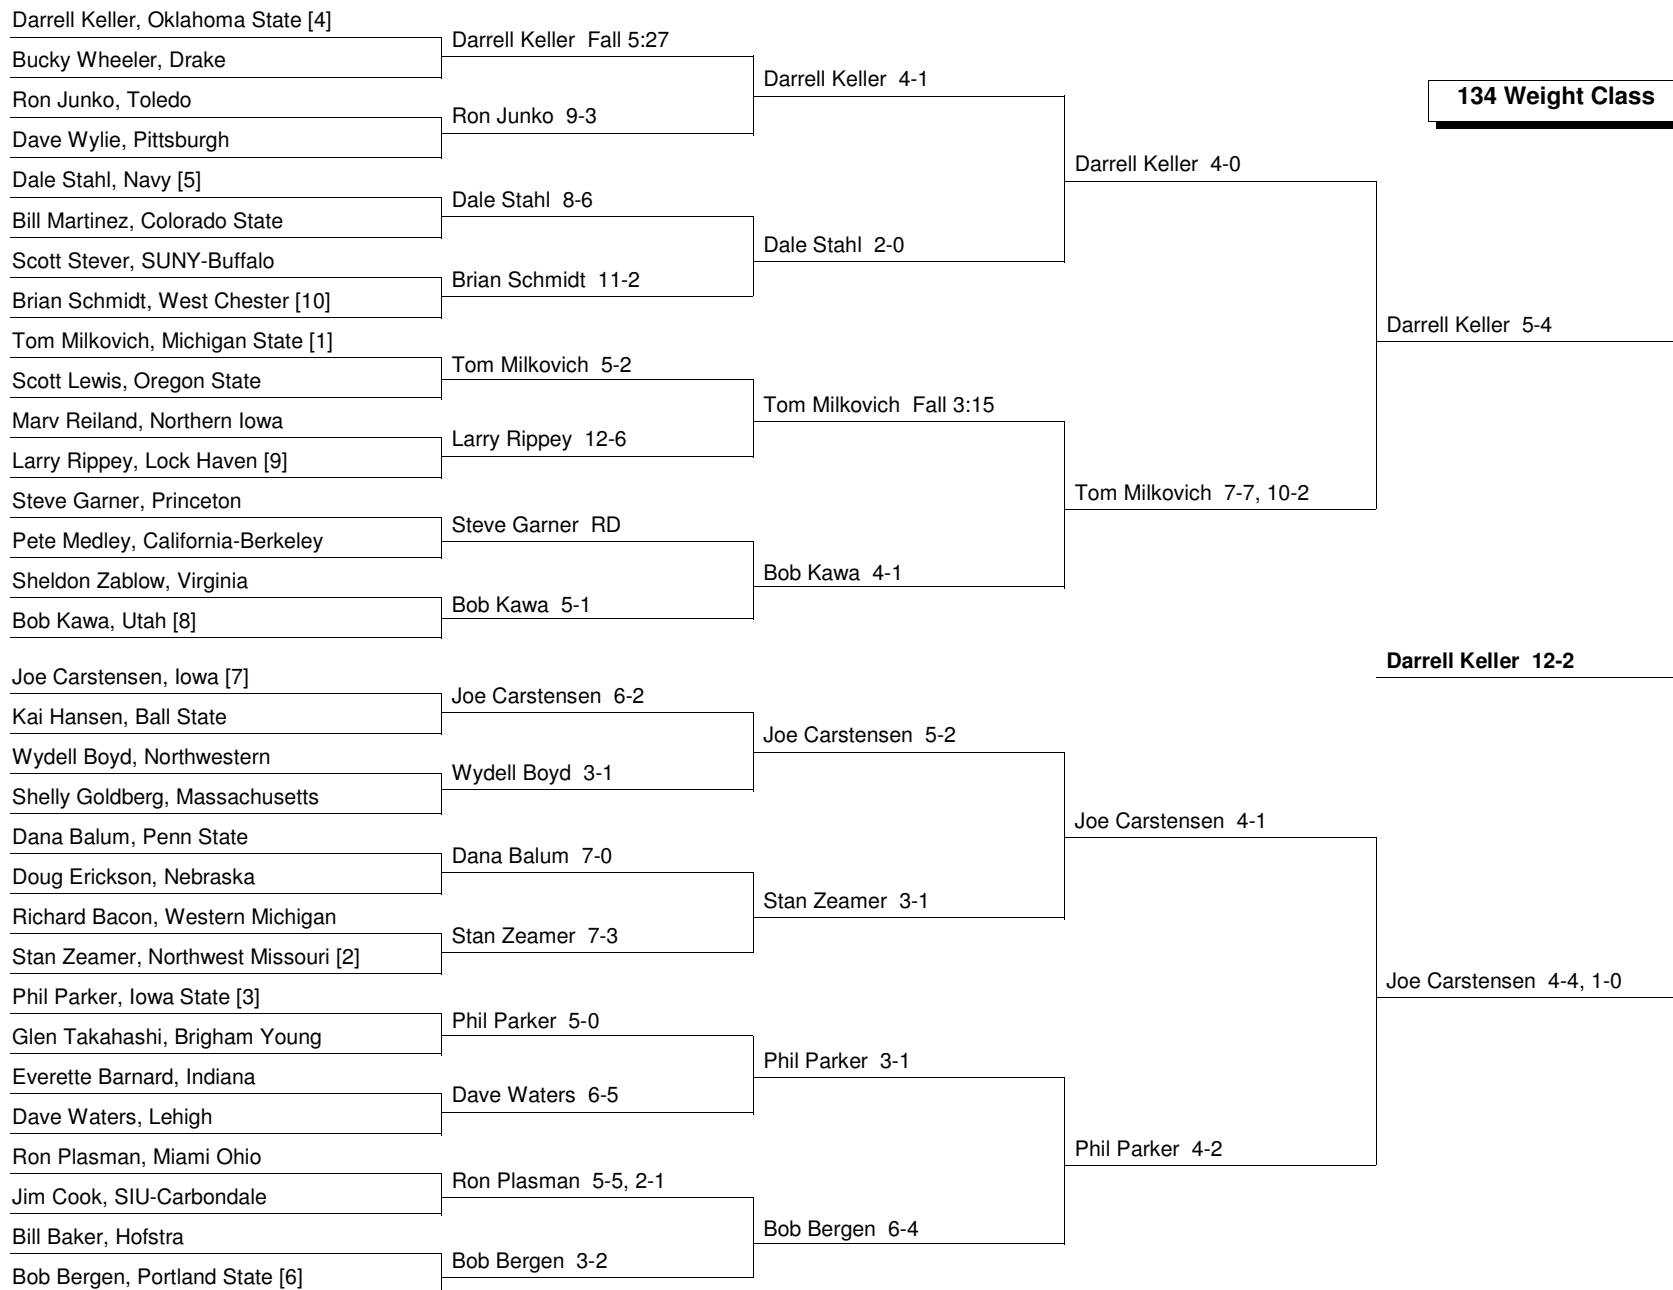 134 Weight Class
Darrell Keller, Oklahoma State [4]
Bucky Wheeler, Drake
Ron Junko, Toledo
Dave Wylie, Pittsburgh
Dale Stahl, Navy [5]
Bill Martinez, Colorado State
Scott Stever, SUNY-Buffalo
Brian Schmidt, West Chester [10]
Tom Milkovich, Michigan State [1]
Scott Lewis, Oregon State
Marv Reiland, Northern Iowa
Larry Rippey, Lock Haven [9]
Steve Garner, Princeton
Pete Medley, California-Berkeley
Sheldon Zablow, Virginia
Bob Kawa, Utah [8]
Joe Carstensen, Iowa [7]
Kai Hansen, Ball State
Wydell Boyd, Northwestern
Shelly Goldberg, Massachusetts
Dana Balum, Penn State
Doug Erickson, Nebraska
Richard Bacon, Western Michigan
Stan Zeamer, Northwest Missouri [2]
Phil Parker, Iowa State [3]
Glen Takahashi, Brigham Young
Everette Barnard, Indiana
Dave Waters, Lehigh
Ron Plasman, Miami Ohio
Jim Cook, SIU-Carbondale
Bill Baker, Hofstra
Bob Bergen, Portland State [6]
Darrell Keller Fall 5:27
Ron Junko 9-3
Dale Stahl 8-6
Brian Schmidt 11-2
Tom Milkovich 5-2
Larry Rippey 12-6
Steve Garner RD
Bob Kawa 5-1
Joe Carstensen 6-2
Wydell Boyd 3-1
Dana Balum 7-0
Stan Zeamer 7-3
Phil Parker 5-0
Dave Waters 6-5
Ron Plasman 5-5, 2-1
Bob Bergen 3-2
Darrell Keller 4-1
Dale Stahl 2-0
Tom Milkovich Fall 3:15
Bob Kawa 4-1
Joe Carstensen 5-2
Stan Zeamer 3-1
Phil Parker 3-1
Bob Bergen 6-4
Darrell Keller 4-0
Tom Milkovich 7-7, 10-2
Joe Carstensen 4-1
Phil Parker 4-2
Darrell Keller 5-4
Joe Carstensen 4-4, 1-0
Darrell Keller 12-2